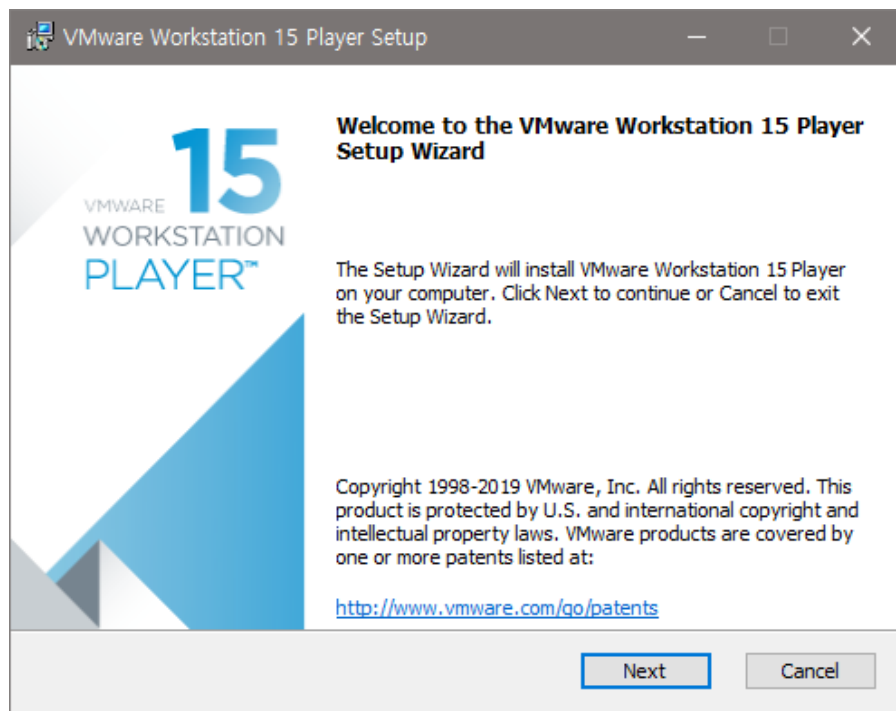 VMware Workstation 15 Player Setup
15
VMWARE
WORKSTATION
PLAYER™
Welcome to the VMware Workstation 15 Player
Setup Wizard
The Setup Wizard will install VMware Workstation 15 Player
on your computer. Click Next to continue or Cancel to exit
the Setup Wizard.
Copyright 1998-2019 VMware, Inc. All rights reserved. This
product is protected by U.S. and international copyright and
intellectual property laws. VMware products are covered by
one or more patents listed at:
http://www.vmware.com/go/patents
Next
Cancel